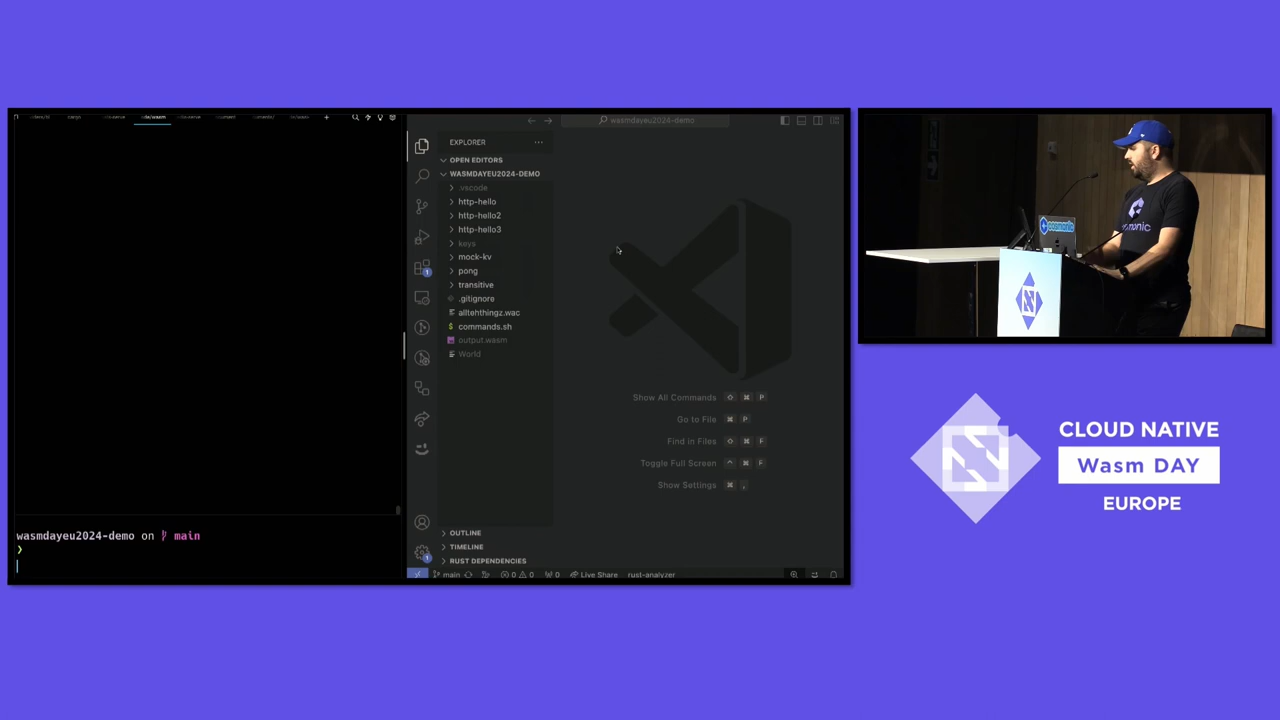 wasmdayeu2024-demo on main
❯
wasmdayeu2024-demo
EXPLORER ...
OPEN EDITORS
WASMDAYEU2024-DEMO
.vscode
http-hello
http-hello2
http-hello3
keys
mock-kv
pong
transitive
.gitignore
alltehthingz.wac
commands.sh
output.wasm
World
OUTLINE
TIMELINE
RUST DEPENDENCIES
Show All Commands ⇧ ⌘ P
Go to File ⌘ P
Find in Files ⇧ ⌘ F
Toggle Full Screen ^ ⌘ F
Show Settings ⌘ ,
main 0 0 0 Live Share rust-analyzer
CLOUD NATIVE
Wasm DAY
EUROPE